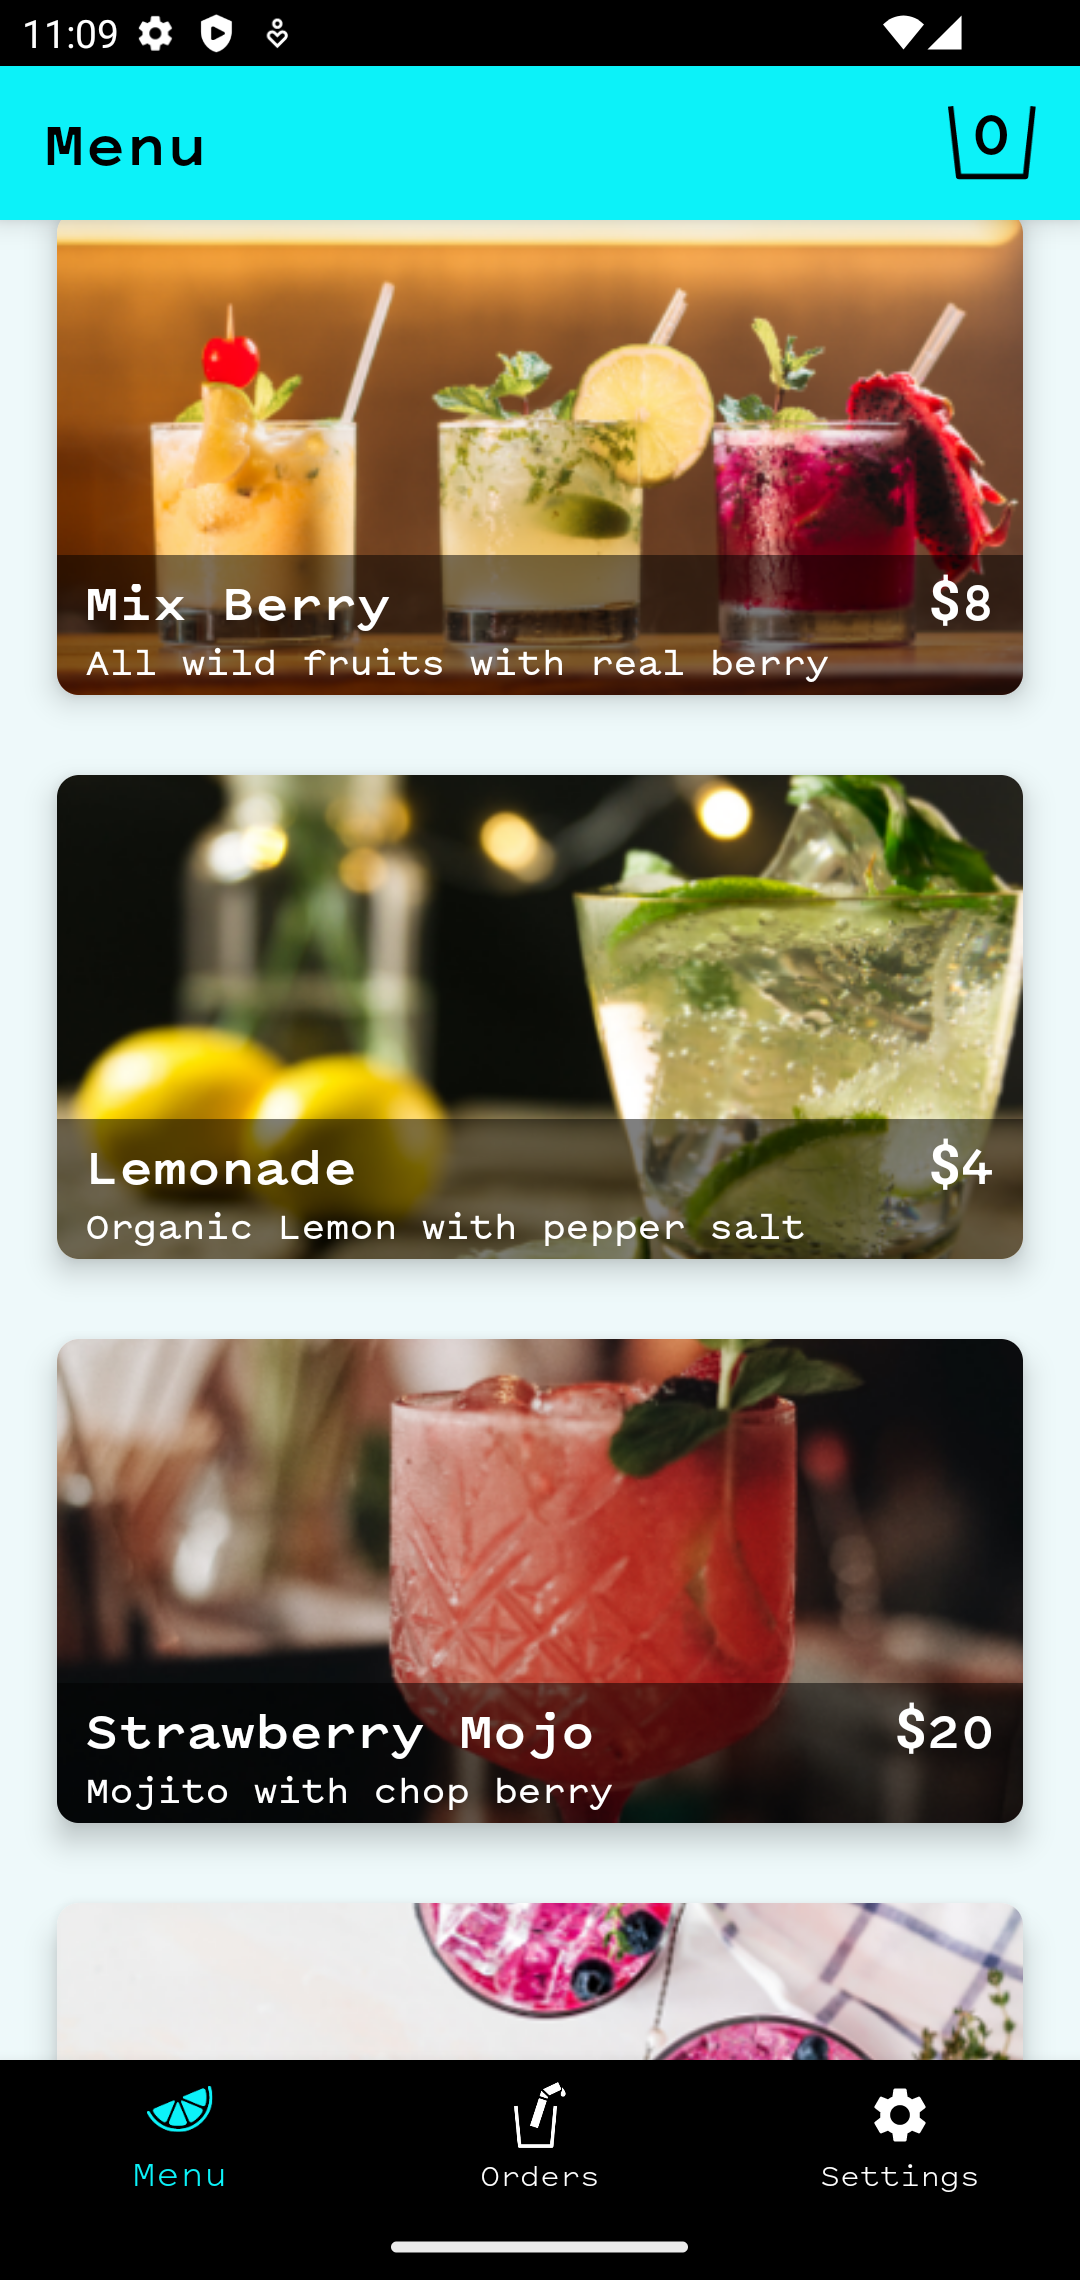 11:09
Menu
0
Mix Berry $8
All wild fruits with real berry
Lemonade $4
Organic Lemon with pepper salt
Strawberry Mojo $20
Mojito with chop berry
Menu Orders Settings